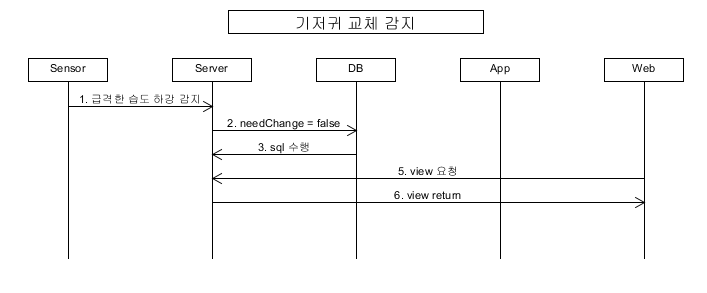 기저귀 교체 감지
Sensor
Server
DB
App
Web
1. 급격한 습도 하강 감지
2. needChange = false
3. sql 수행
5. view 요청
6. view return